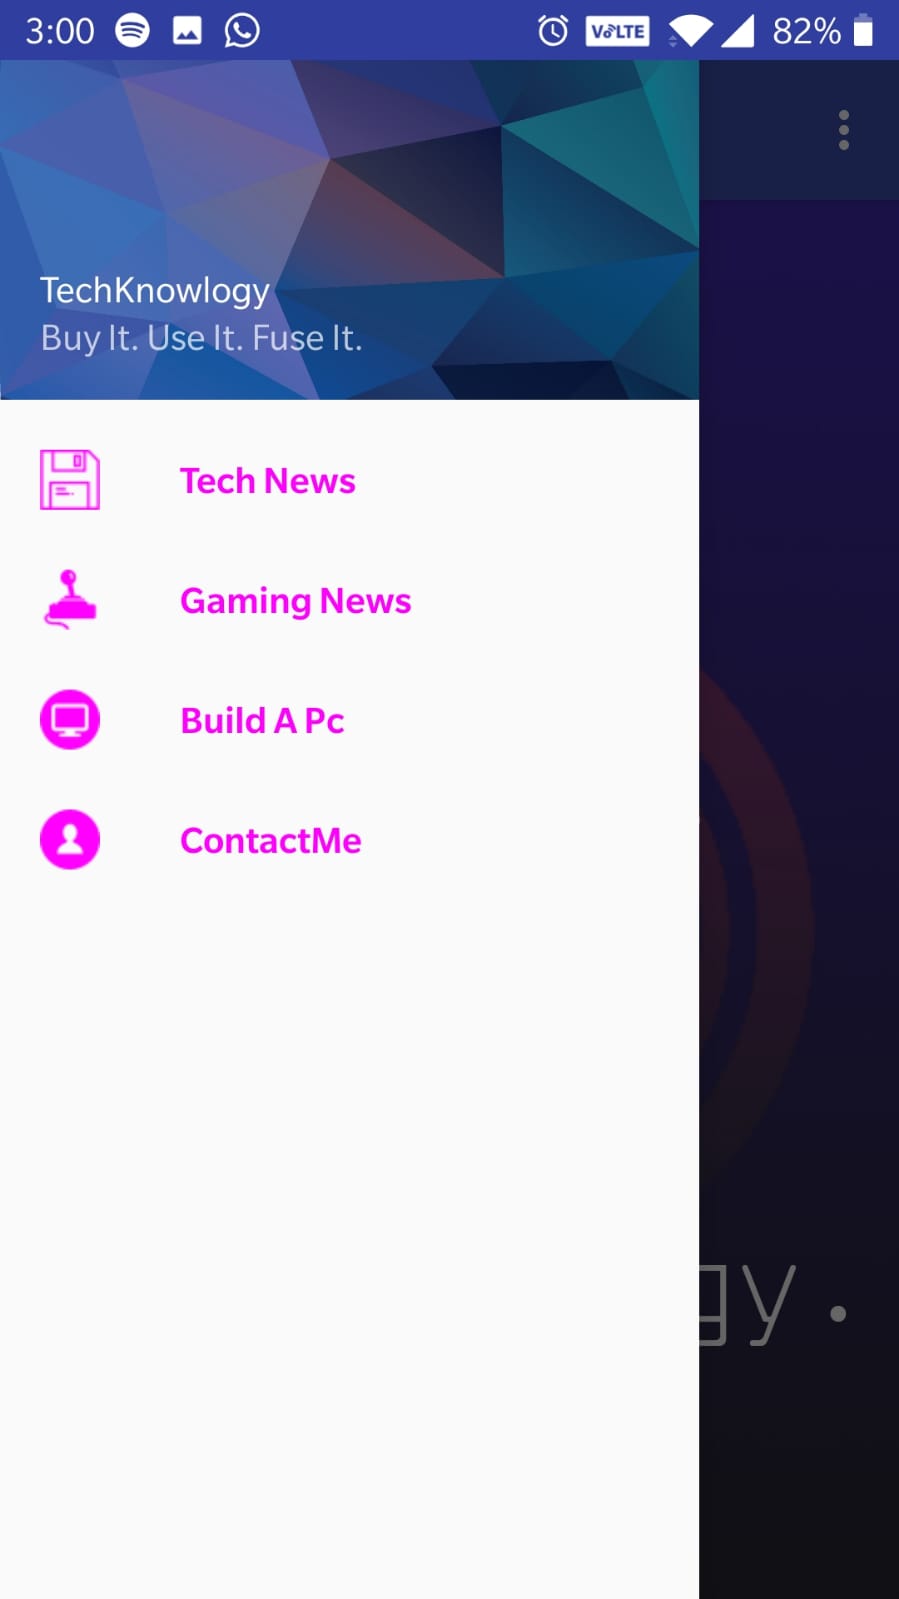 3:00 VoLTE 82%
TechKnowlogy
Buy It. Use It. Fuse It.
Tech News
Gaming News
Build A Pc
ContactMe
gy.